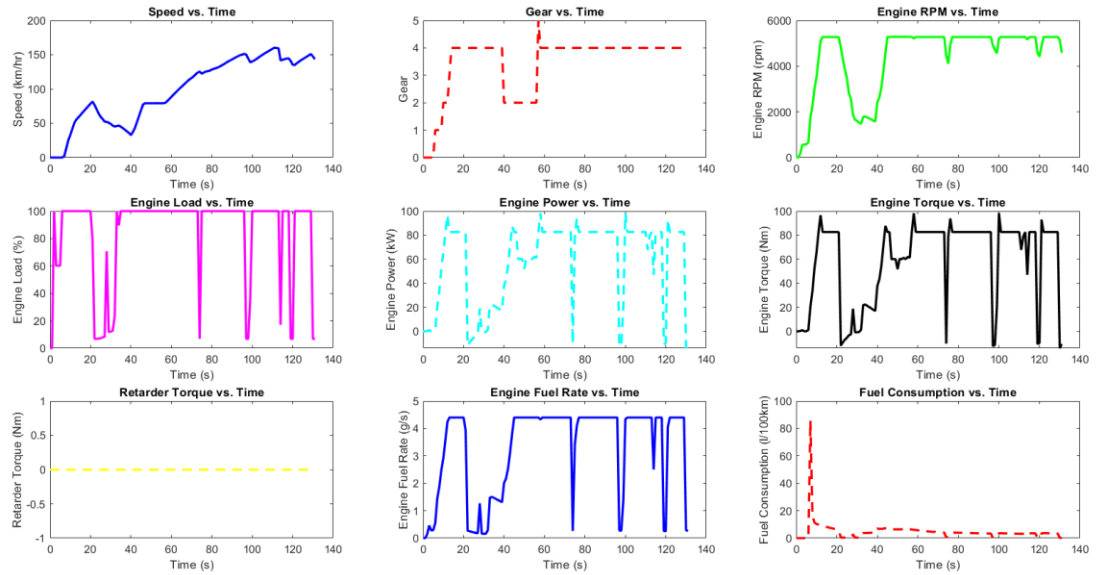 Speed vs. Time
Speed (km/hr)
200
150
100
50
0
0 20 40 60 80 100 120 140
Time (s)
Gear vs. Time
Gear
5
4
3
2
1
0
0 20 40 60 80 100 120 140
Time (s)
Engine RPM vs. Time
Engine RPM (rpm)
6000
4000
2000
0
0 20 40 60 80 100 120 140
Time (s)
Engine Load vs. Time
Engine Load (%)
100
80
60
40
20
0
0 20 40 60 80 100 120 140
Time (s)
Engine Power vs. Time
Engine Power (kW)
100
80
60
40
20
0
0 20 40 60 80 100 120 140
Time (s)
Engine Torque vs. Time
Engine Torque (Nm)
100
80
60
40
20
0
0 20 40 60 80 100 120 140
Time (s)
Retarder Torque vs. Time
Retarder Torque (Nm)
1
0.5
0
-0.5
-1
0 20 40 60 80 100 120 140
Time (s)
Engine Fuel Rate vs. Time
Engine Fuel Rate (g/s)
5
4
3
2
1
0
0 20 40 60 80 100 120 140
Time (s)
Fuel Consumption vs. Time
Fuel Consumption (l/100km)
100
80
60
40
20
0
0 20 40 60 80 100 120 140
Time (s)